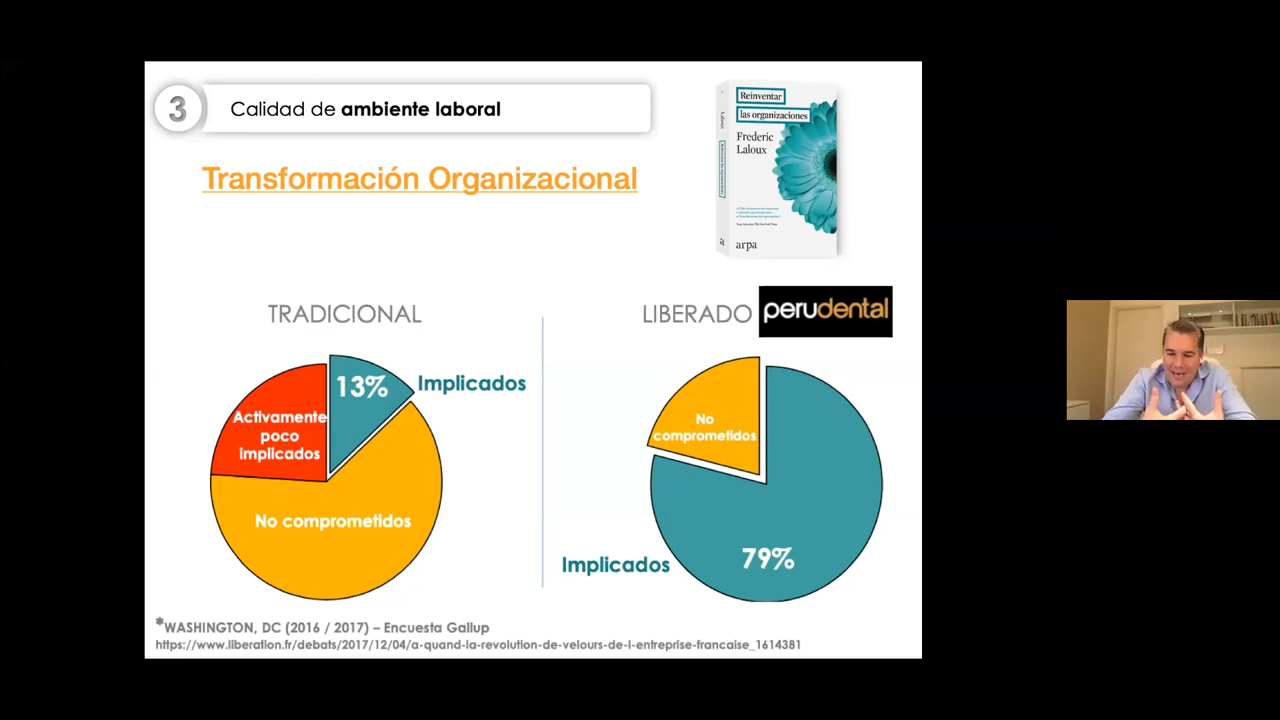 3
Calidad de ambiente laboral
Reinventar
las organizaciones
Frederic
Laloux
arpa
Transformación Organizacional
TRADICIONAL
LIBERADO
perudental
13%
Implicados
Activamente
poco
implicados
No comprometidos
No
comprometidos
Implicados
79%
*WASHINGTON, DC (2016 / 2017) – Encuesta Gallup
https://www.liberation.fr/debats/2017/12/04/a-quand-la-revolution-de-velours-de-l-entreprise-francaise_1614381